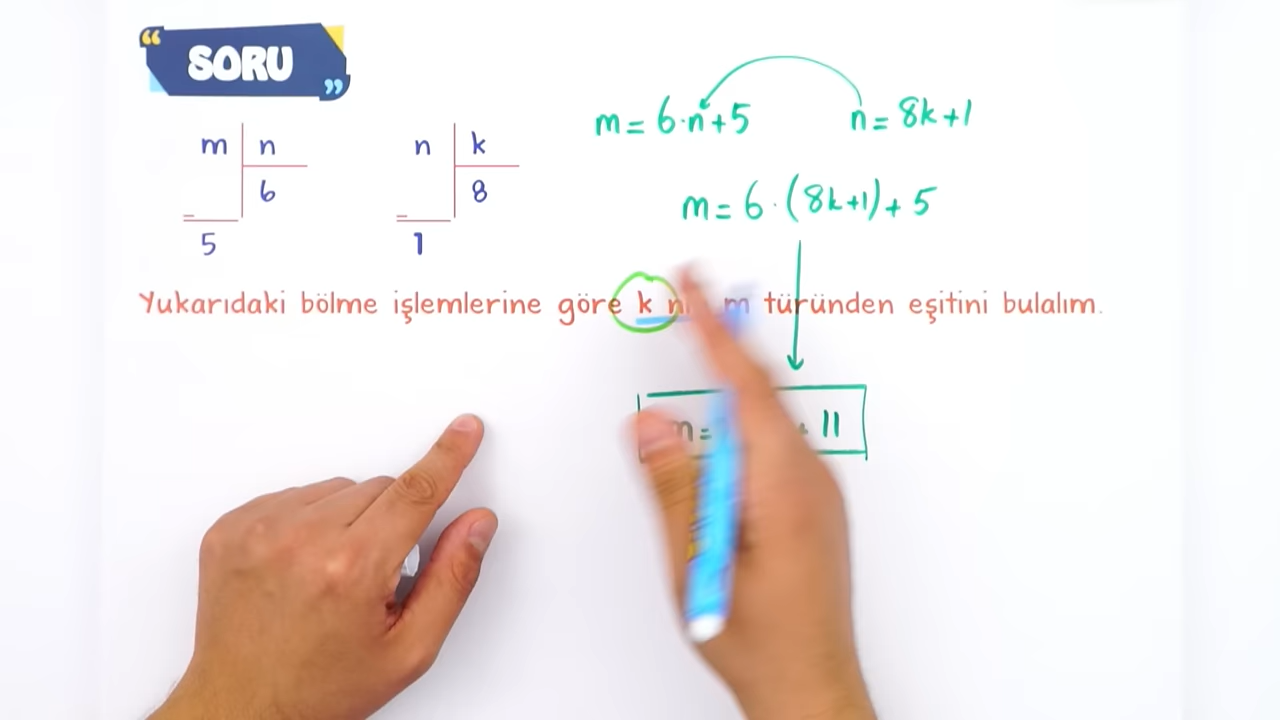 SORU
m n n k
6 8
5 1
m = 6·n+5 n = 8k+1
m = 6·(8k+1)+5
Yukarıdaki bölme işlemlerine göre k m türünden eşitini bulalım.
m = + 11